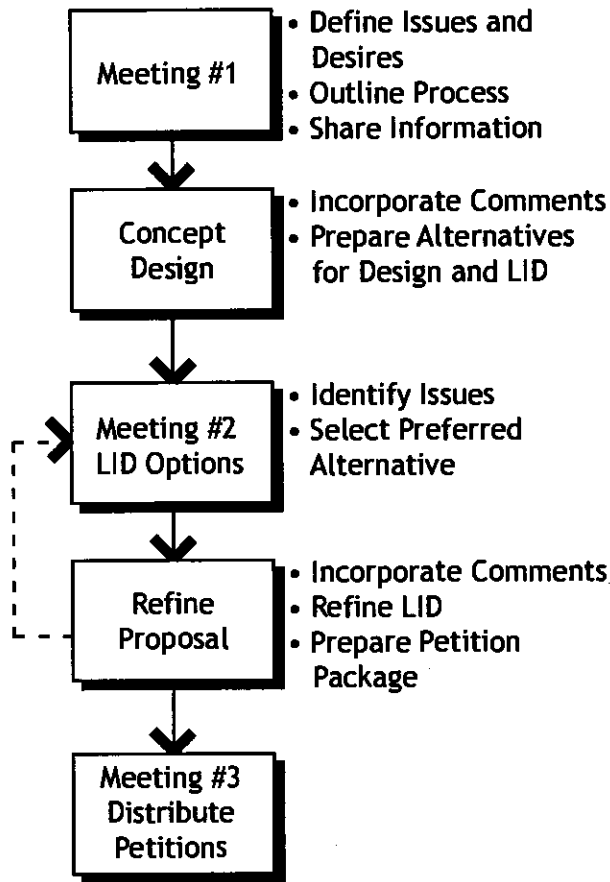 Meeting #1
• Define Issues and
Desires
• Outline Process
• Share Information
Concept
Design
• Incorporate Comments
• Prepare Alternatives
for Design and LID
Meeting #2
LID Options
• Identify Issues
• Select Preferred
Alternative
Refine
Proposal
• Incorporate Comments
• Refine LID
• Prepare Petition
Package
Meeting #3
Distribute
Petitions